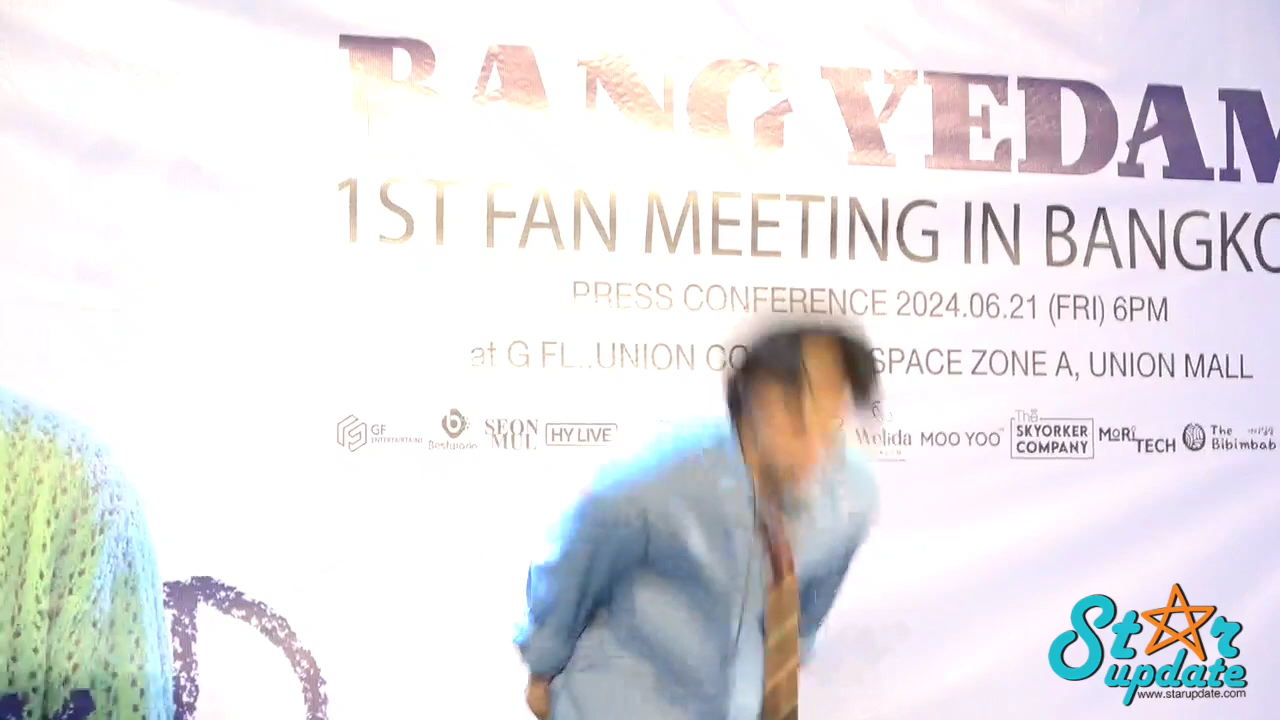 BANG YEDAM
1ST FAN MEETING IN BANGKO
PRESS CONFERENCE 2024.06.21 (FRI) 6PM
at G FL.,UNION CO SPACE ZONE A, UNION MALL
GF ENTERTAINMENT Bestparin SEON MUL HY LIVE Welida MOO YOO The SKYORKER COMPANY MoRi TECH The Bibimbab
Star
update
www.starupdate.com